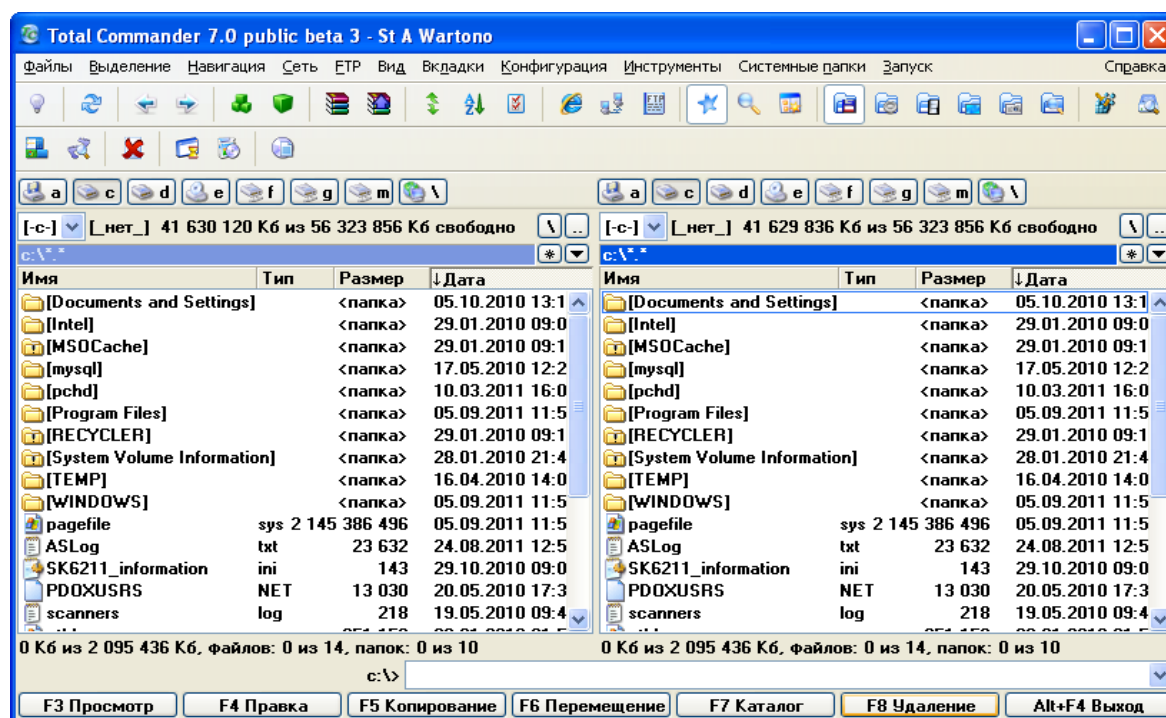 Total Commander 7.0 public beta 3 - St A Wartono
Файлы Выделение Навигация Сеть FTP Вид Вкладки Конфигурация Инструменты Системные папки Запуск Справка
FTP
a c d e f g m \ a c d e f g m \
[-c-] [_нет_] 41 630 120 Кб из 56 323 856 Кб свободно \ .. [-c-] [_нет_] 41 629 836 Кб из 56 323 856 Кб свободно \ ..
c:\*.* * c:\*.* *
Имя Тип Размер ↓Дата Имя Тип Размер ↓Дата
[Documents and Settings] <папка> 05.10.2010 13:1 [Documents and Settings] <папка> 05.10.2010 13:1
[Intel] <папка> 29.01.2010 09:0 [Intel] <папка> 29.01.2010 09:0
[MSOCache] <папка> 29.01.2010 09:1 [MSOCache] <папка> 29.01.2010 09:1
[mysql] <папка> 17.05.2010 12:2 [mysql] <папка> 17.05.2010 12:2
[pchd] <папка> 10.03.2011 16:0 [pchd] <папка> 10.03.2011 16:0
[Program Files] <папка> 05.09.2011 11:5 [Program Files] <папка> 05.09.2011 11:5
[RECYCLER] <папка> 29.01.2010 09:1 [RECYCLER] <папка> 29.01.2010 09:1
[System Volume Information] <папка> 28.01.2010 21:4 [System Volume Information] <папка> 28.01.2010 21:4
[TEMP] <папка> 16.04.2010 14:0 [TEMP] <папка> 16.04.2010 14:0
[WINDOWS] <папка> 05.09.2011 11:5 [WINDOWS] <папка> 05.09.2011 11:5
pagefile sys 2 145 386 496 05.09.2011 11:5 pagefile sys 2 145 386 496 05.09.2011 11:5
ASLog txt 23 632 24.08.2011 12:5 ASLog txt 23 632 24.08.2011 12:5
SK6211_information ini 143 29.10.2010 09:0 SK6211_information ini 143 29.10.2010 09:0
PDOXUSRS NET 13 030 20.05.2010 17:3 PDOXUSRS NET 13 030 20.05.2010 17:3
scanners log 218 19.05.2010 09:4 scanners log 218 19.05.2010 09:4
0 Кб из 2 095 436 Кб, файлов: 0 из 14, папок: 0 из 10 0 Кб из 2 095 436 Кб, файлов: 0 из 14, папок: 0 из 10
c:\>
F3 Просмотр F4 Правка F5 Копирование F6 Перемещение F7 Каталог F8 Удаление Alt+F4 Выход